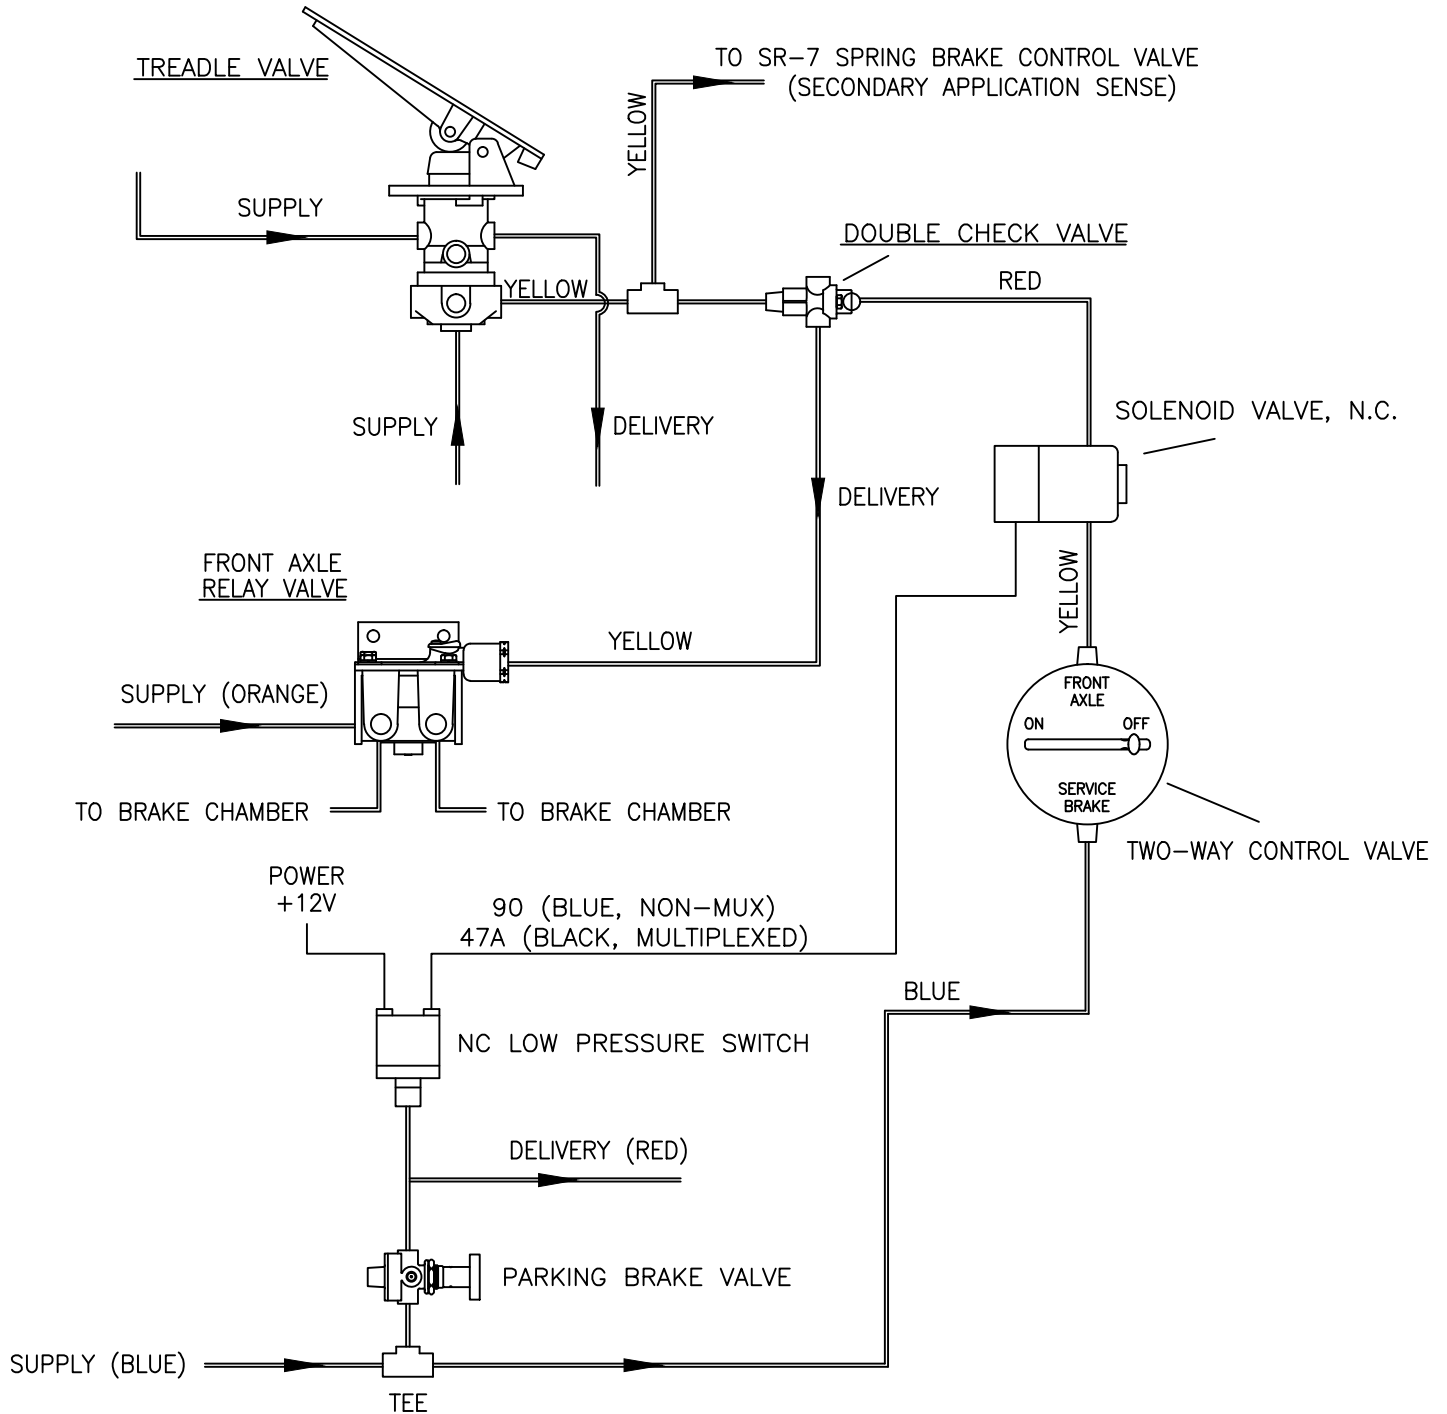 TREADLE VALVE
TO SR-7 SPRING BRAKE CONTROL VALVE
(SECONDARY APPLICATION SENSE)
YELLOW
SUPPLY
DOUBLE CHECK VALVE
YELLOW
RED
SUPPLY
DELIVERY
SOLENOID VALVE, N.C.
DELIVERY
FRONT AXLE
RELAY VALVE
YELLOW
YELLOW
SUPPLY (ORANGE)
FRONT
AXLE
ON
OFF
SERVICE
BRAKE
TO BRAKE CHAMBER
TO BRAKE CHAMBER
TWO-WAY CONTROL VALVE
POWER
+12V
90 (BLUE, NON-MUX)
47A (BLACK, MULTIPLEXED)
BLUE
NC LOW PRESSURE SWITCH
DELIVERY (RED)
PARKING BRAKE VALVE
SUPPLY (BLUE)
TEE